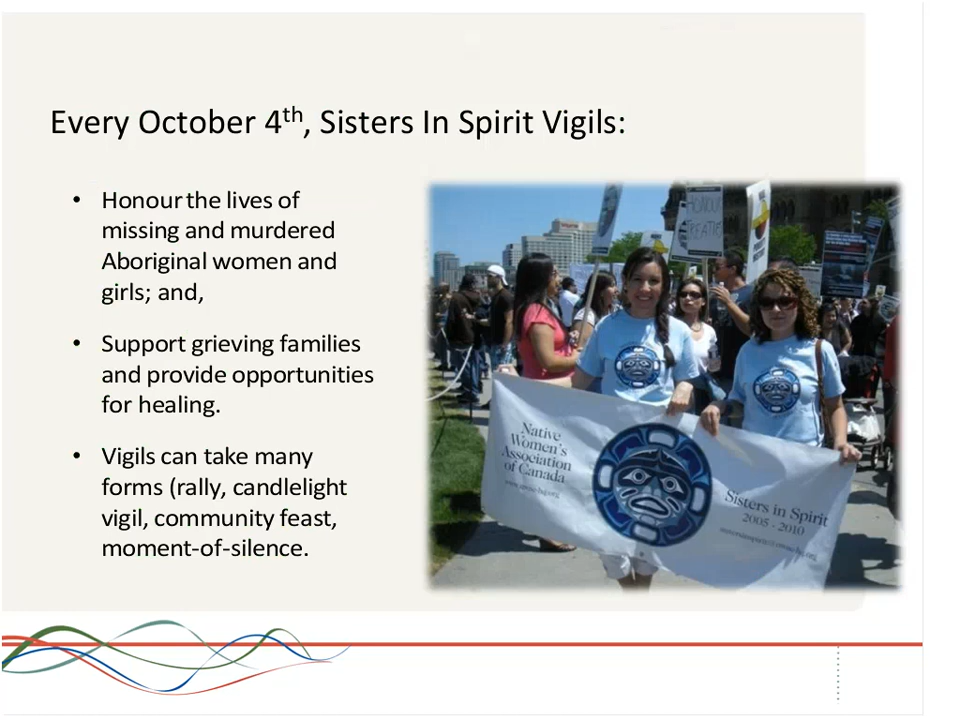 Every October 4th, Sisters In Spirit Vigils:
• Honour the lives of
missing and murdered
Aboriginal women and
girls; and,
• Support grieving families
and provide opportunities
for healing.
• Vigils can take many
forms (rally, candlelight
vigil, community feast,
moment-of-silence.
HONOUR
TREATIES
Native
Women's
Association
of Canada
Sisters in Spirit
2005 - 2010